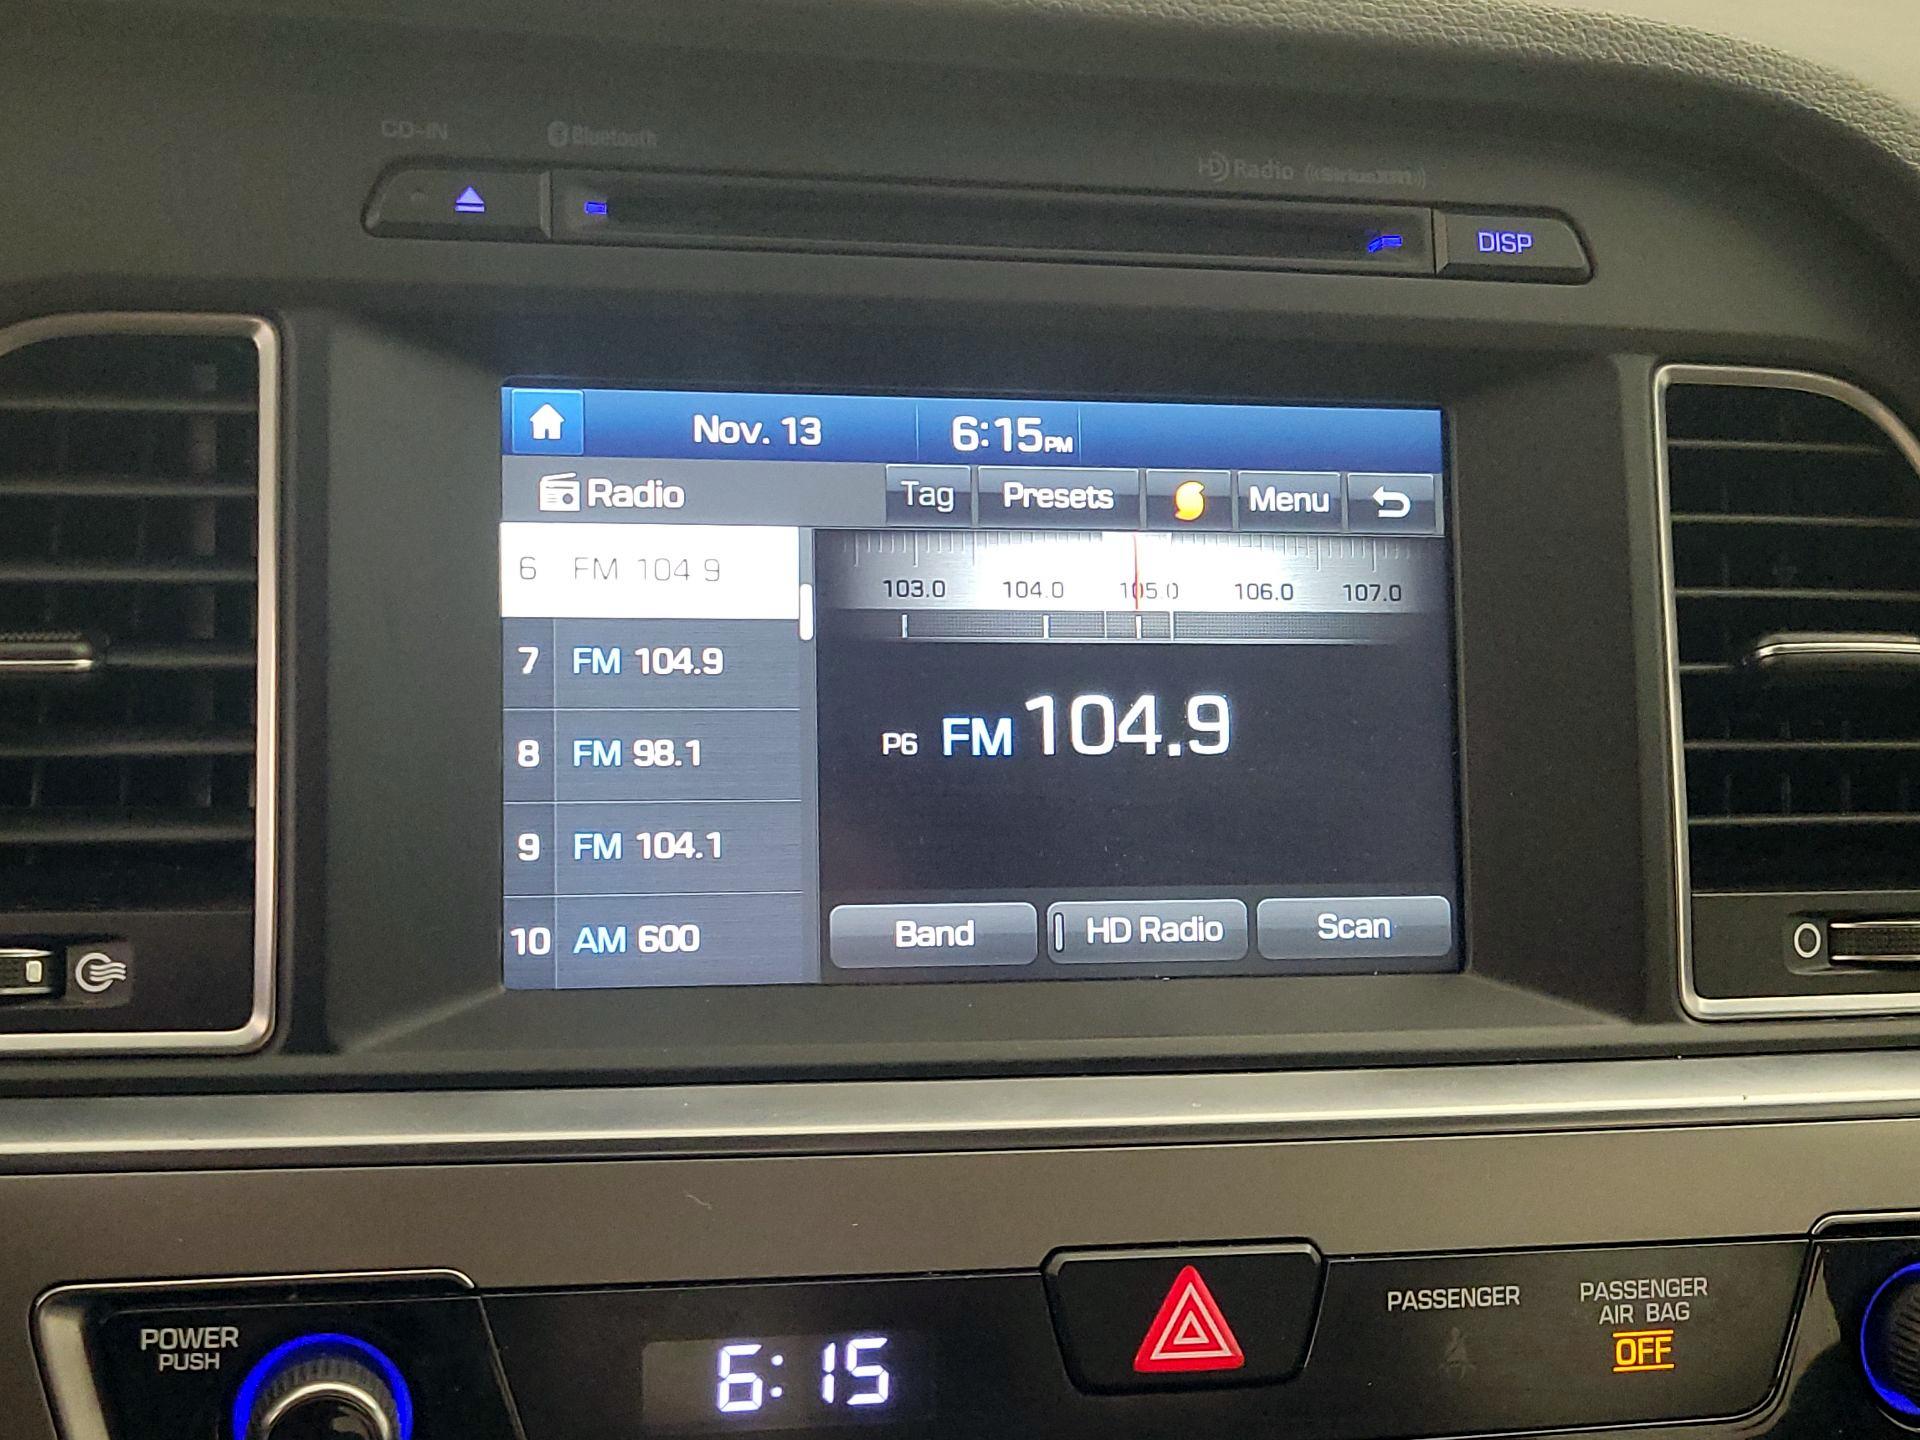 CD-IN
Bluetooth
HD Radio ((SiriusXM))
DISP
Nov. 13
6:15PM
Radio
Tag
Presets
Menu
6 FM 104.9
7 FM 104.9
8 FM 98.1
9 FM 104.1
10 AM 600
103.0 104.0 105.0 106.0 107.0
P6 FM 104.9
Band
HD Radio
Scan
POWER
PUSH
6:15
PASSENGER
PASSENGER
AIR BAG
OFF